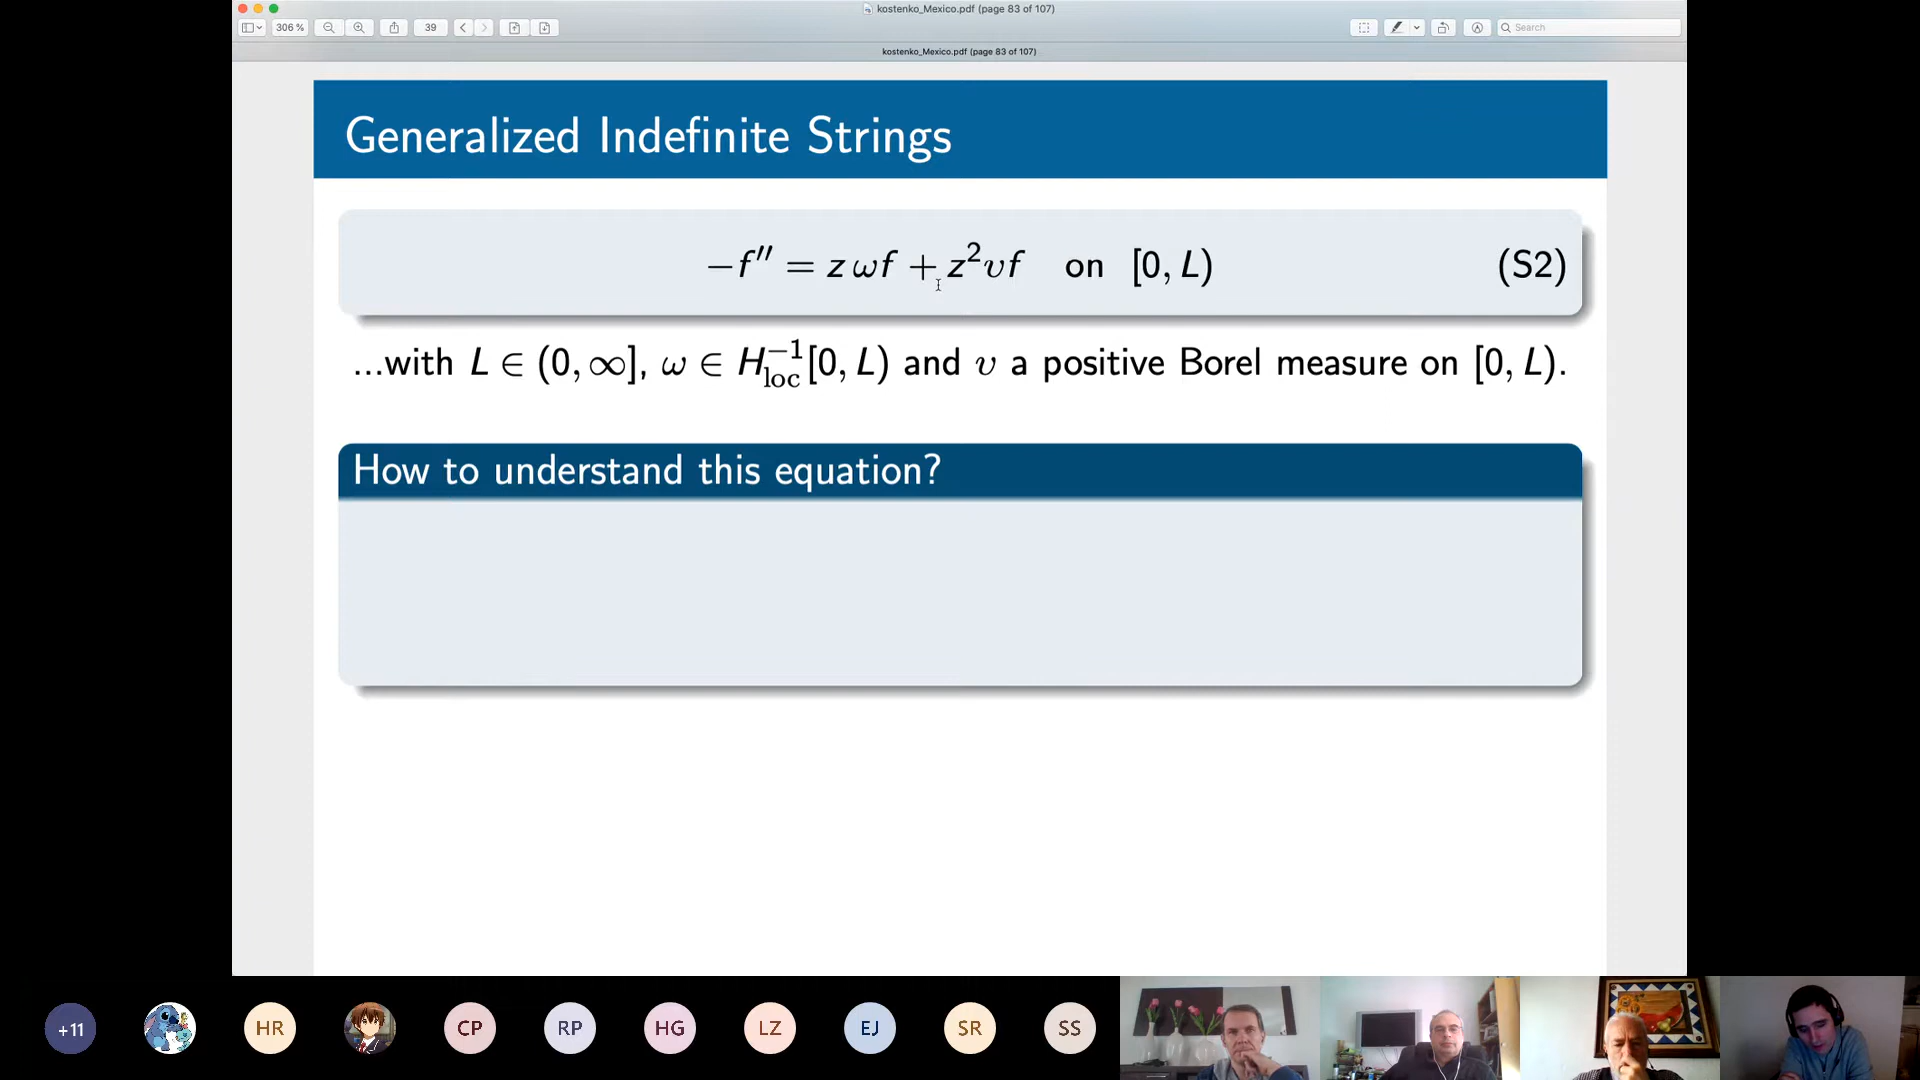 kostenko_Mexico.pdf (page 83 of 107)
306 %
39
Search
kostenko_Mexico.pdf (page 83 of 107)
Generalized Indefinite Strings
−f″ = z ωf + z²υf on [0, L) (S2)
...with L ∈ (0, ∞], ω ∈ H⁻¹_loc[0, L) and υ a positive Borel measure on [0, L).
How to understand this equation?
+11 HR CP RP HG LZ EJ SR SS